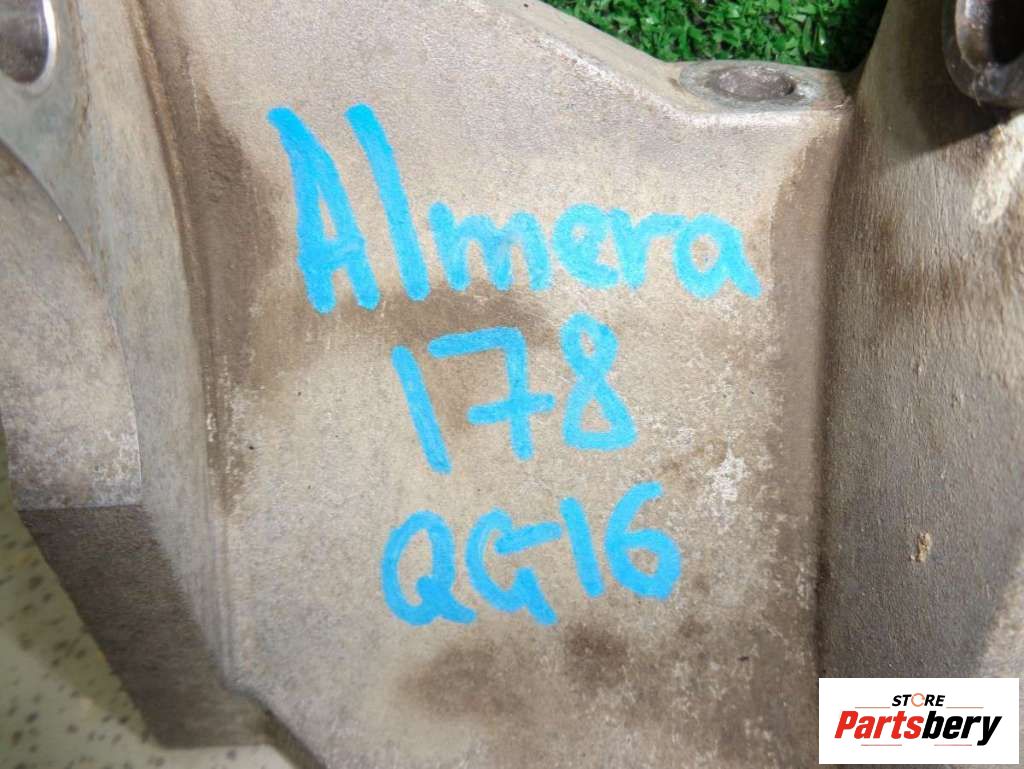 Almera
178
QG16
STORE
Partsbery